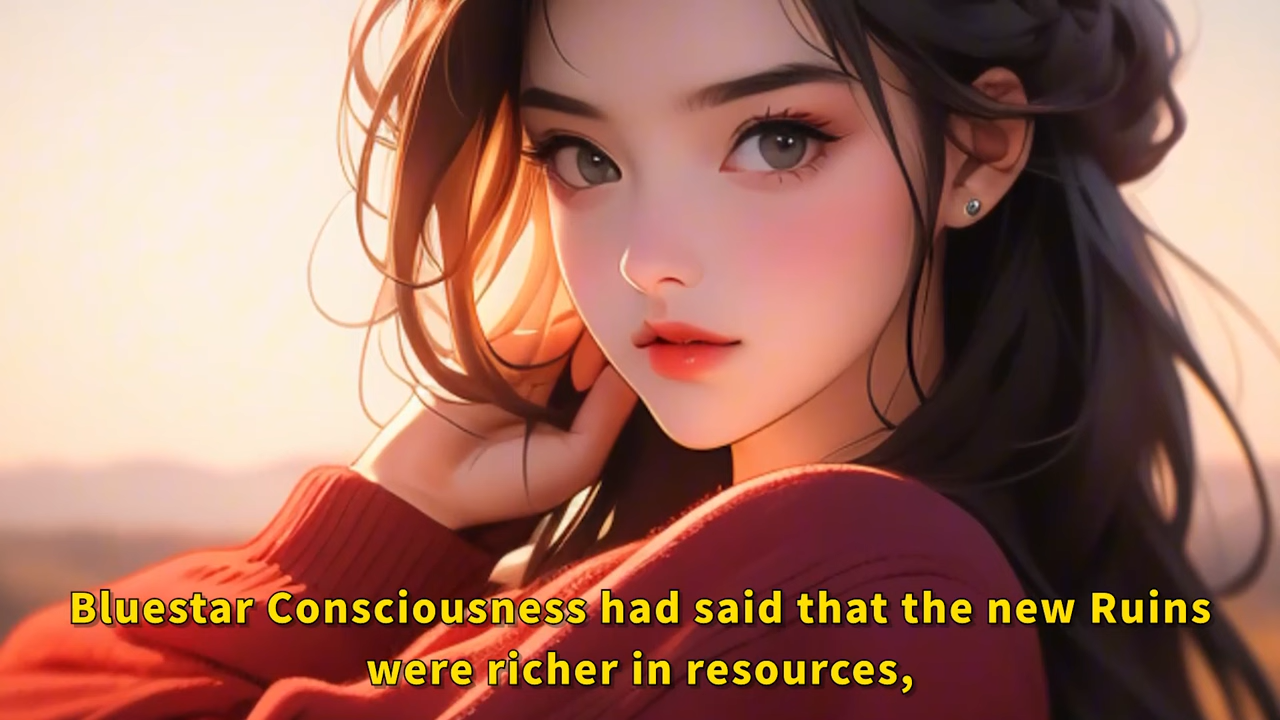 Bluestar Consciousness had said that the new Ruins
were richer in resources,